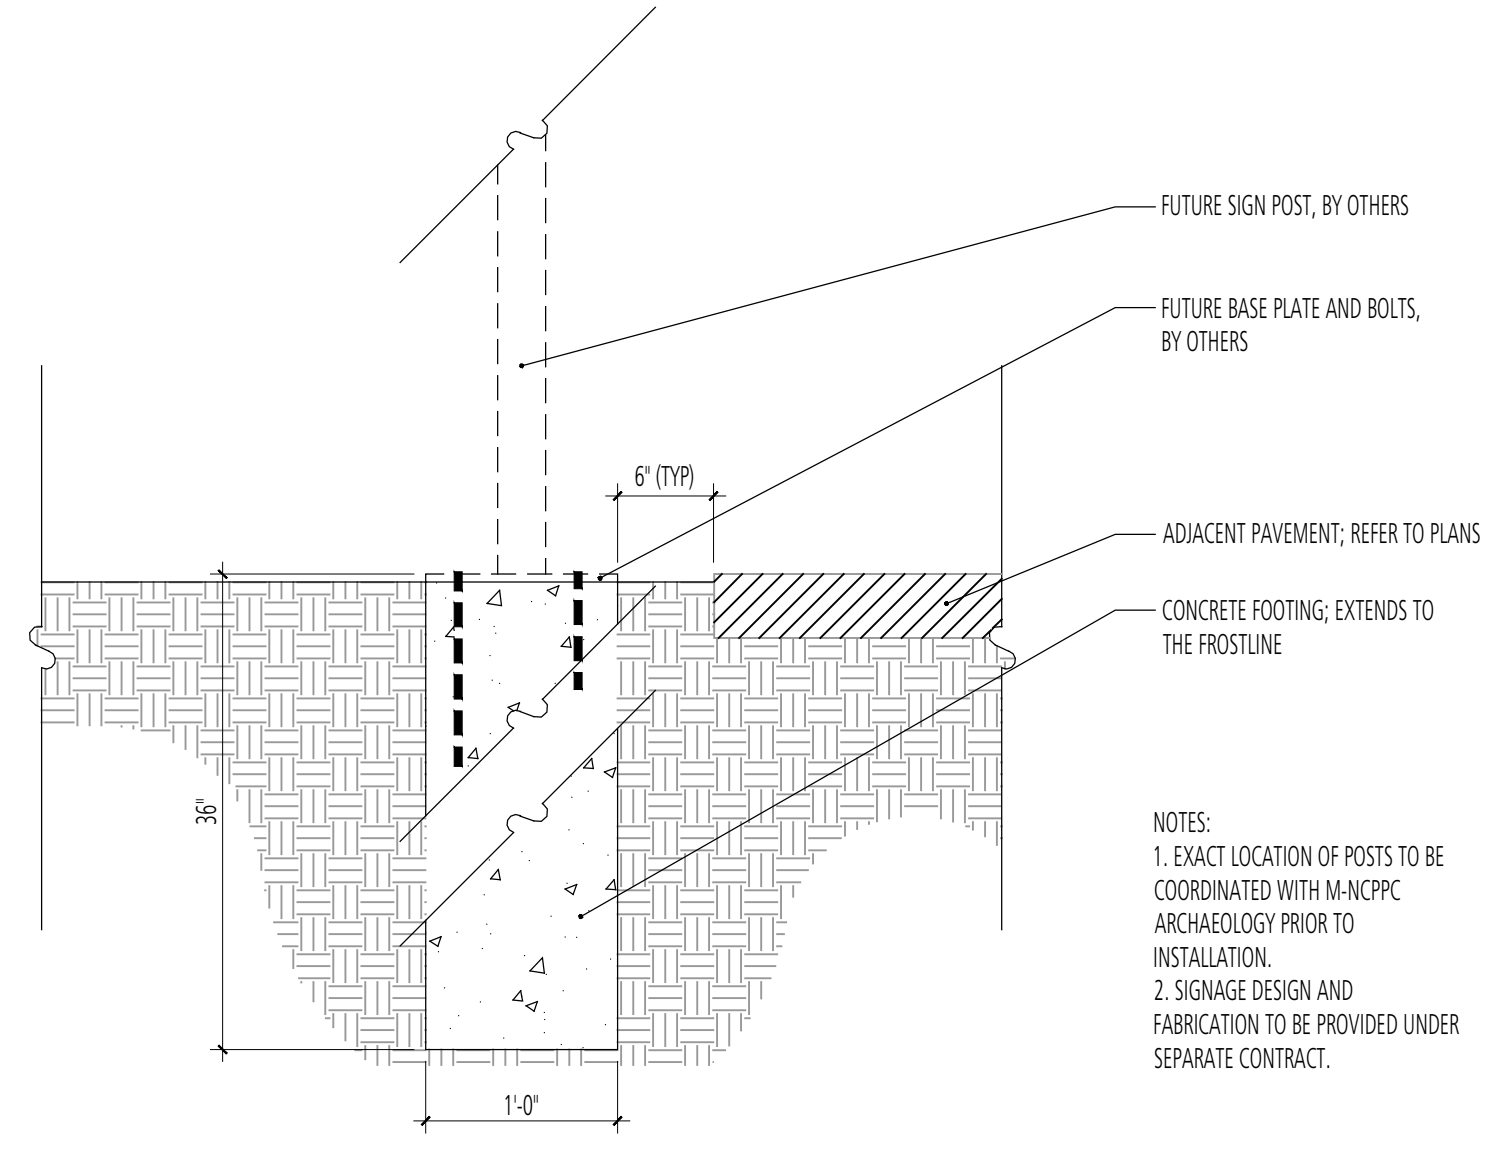 FUTURE SIGN POST, BY OTHERS
FUTURE BASE PLATE AND BOLTS,
BY OTHERS
6" (TYP)
ADJACENT PAVEMENT; REFER TO PLANS
CONCRETE FOOTING; EXTENDS TO
THE FROSTLINE
36"
NOTES:
1. EXACT LOCATION OF POSTS TO BE
COORDINATED WITH M-NCPPC
ARCHAEOLOGY PRIOR TO
INSTALLATION.
2. SIGNAGE DESIGN AND
FABRICATION TO BE PROVIDED UNDER
SEPARATE CONTRACT.
1'-0"